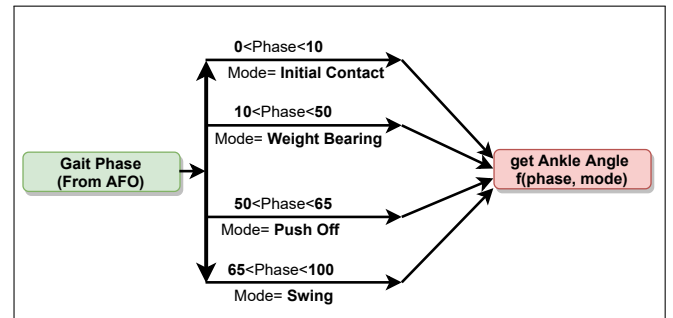 0<Phase<10
Mode= Initial Contact
10<Phase<50
Mode= Weight Bearing
Gait Phase
(From AFO)
get Ankle Angle
f(phase, mode)
50<Phase<65
Mode= Push Off
65<Phase<100
Mode= Swing